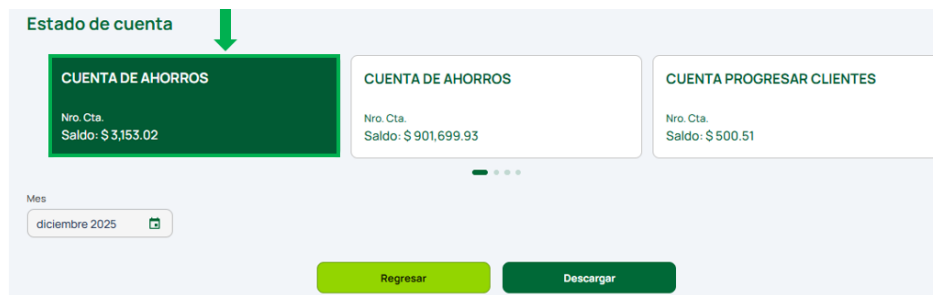 Estado de cuenta
CUENTA DE AHORROS
Nro. Cta.
Saldo: $ 3,153.02
CUENTA DE AHORROS
Nro. Cta.
Saldo: $ 901,699.93
CUENTA PROGRESAR CLIENTES
Nro. Cta.
Saldo: $ 500.51
Mes
diciembre 2025
Regresar
Descargar